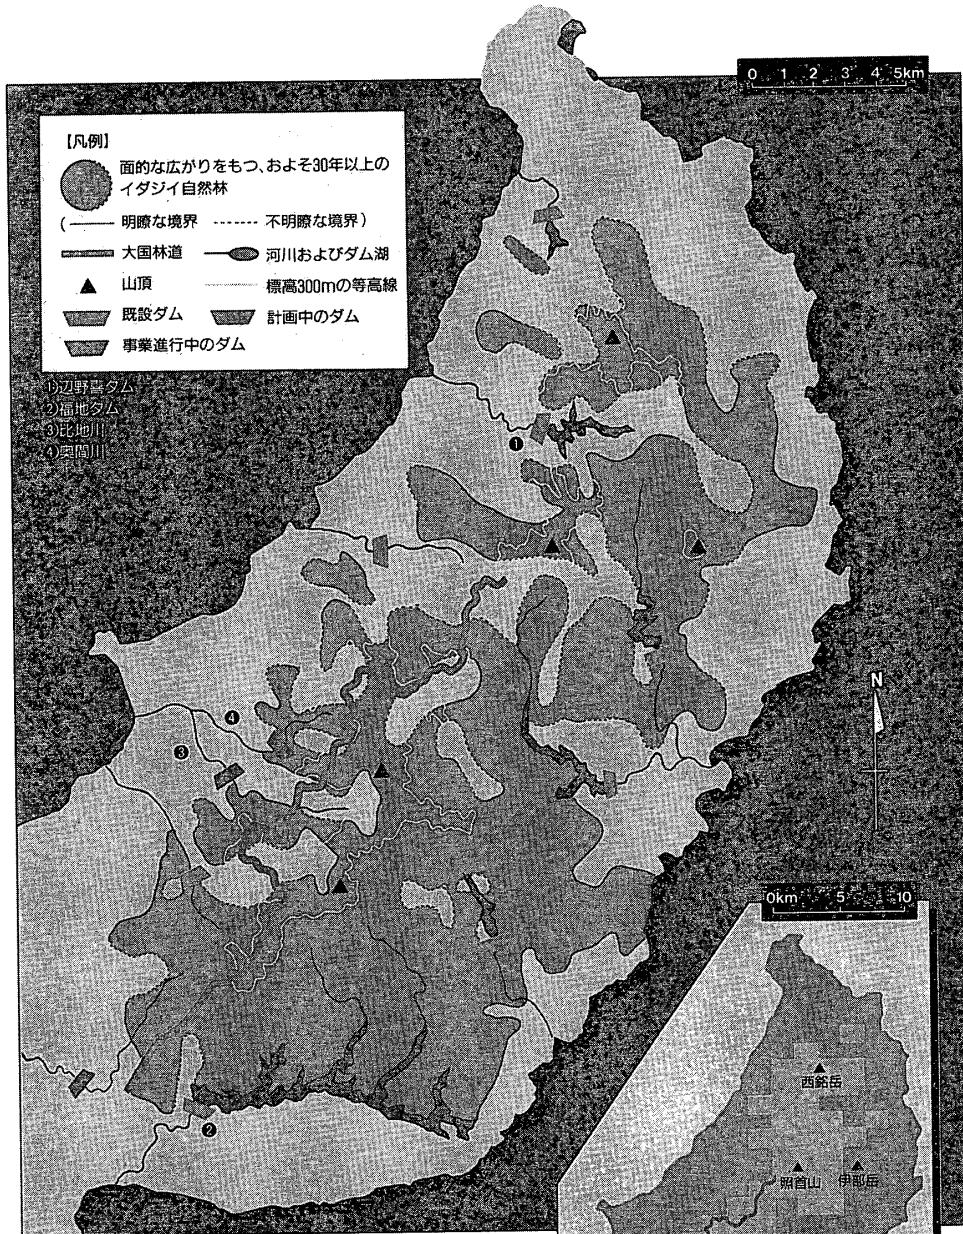 0 1 2 3 4 5km
【凡例】
面的な広がりをもつ、およそ30年以上の
イダジイ自然林
( 明瞭な境界 不明瞭な境界)
大国林道 河川およびダム湖
山頂 標高300mの等高線
既設ダム 計画中のダム
事業進行中のダム
①辺野喜ダム
②福地ダム
③比地川
④奥間川
❶
❹
❸
N
0km 5 10
西銘岳
照首山 伊部岳
❷